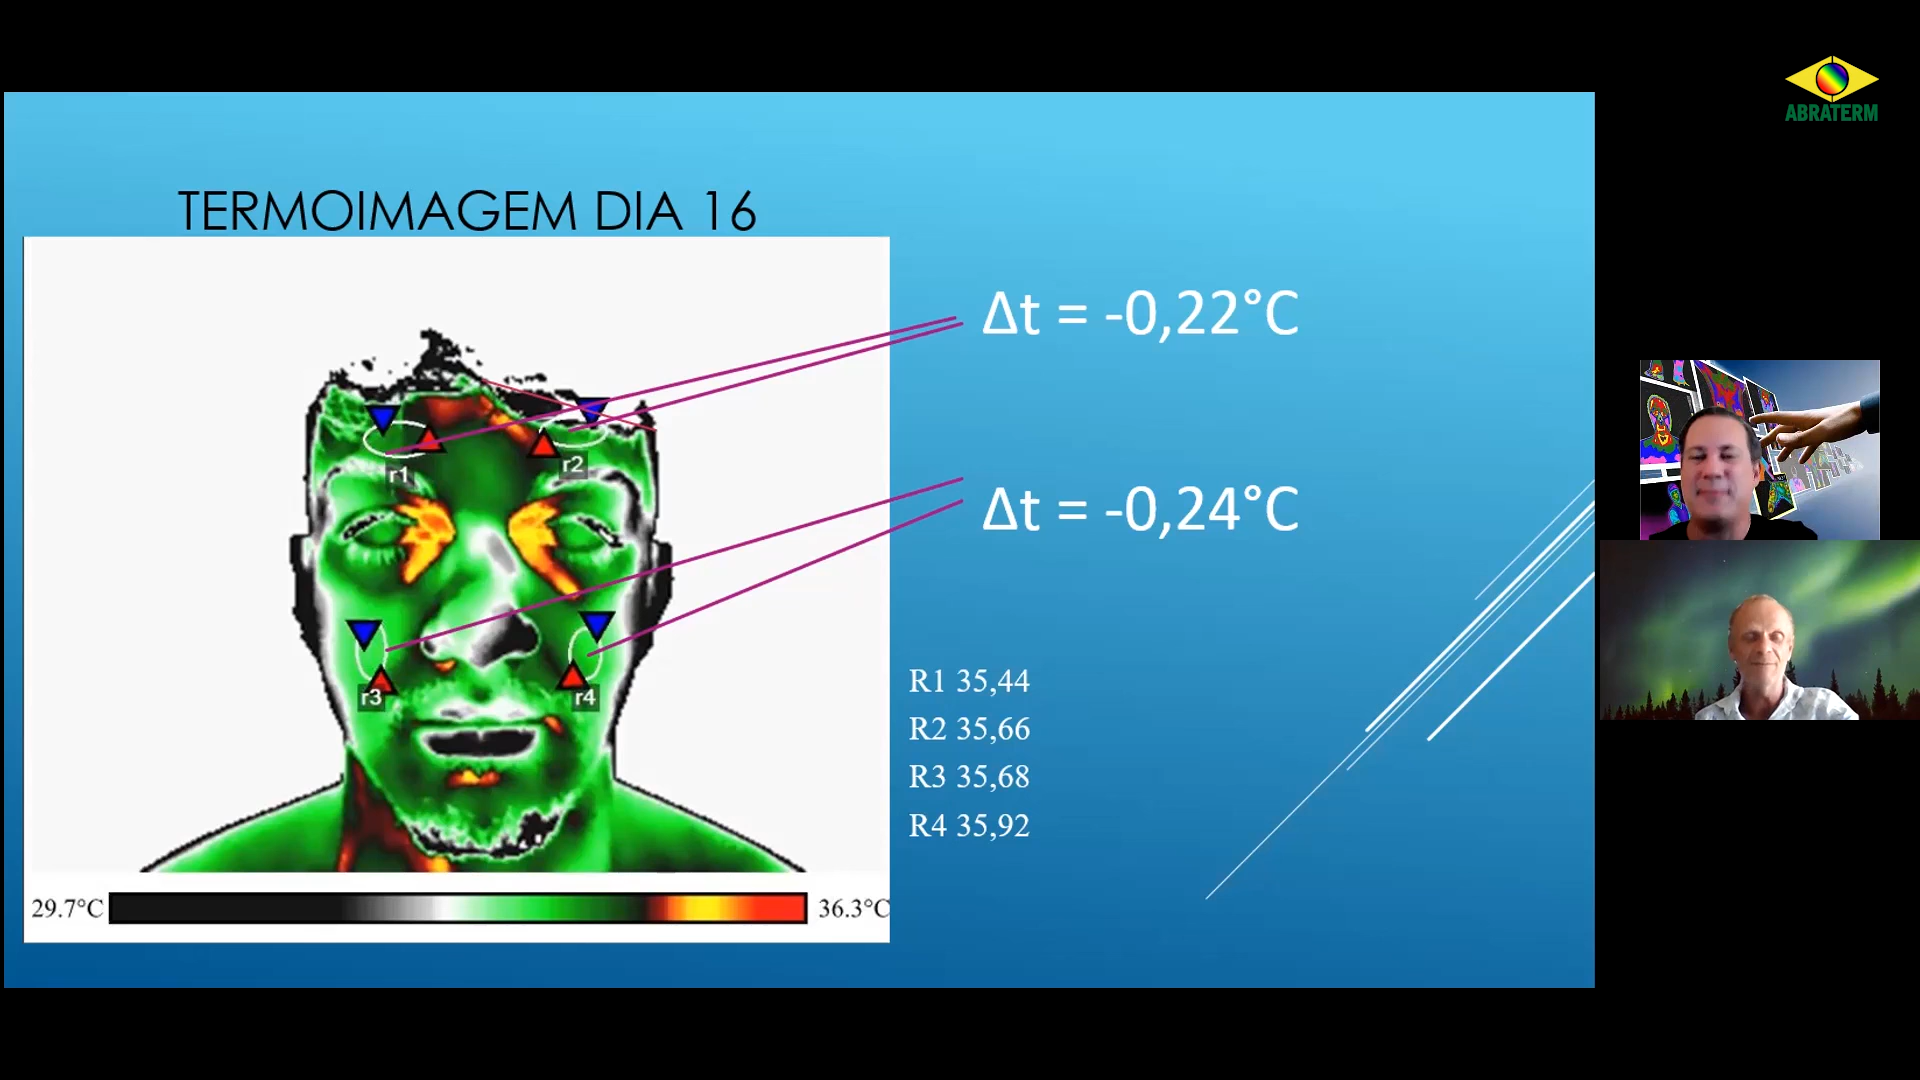 ABRATERM
TERMOIMAGEM DIA 16
Δt = -0,22°C
r1
r2
Δt = -0,24°C
r3
r4
R1 35,44
R2 35,66
R3 35,68
R4 35,92
29.7°C
36.3°C